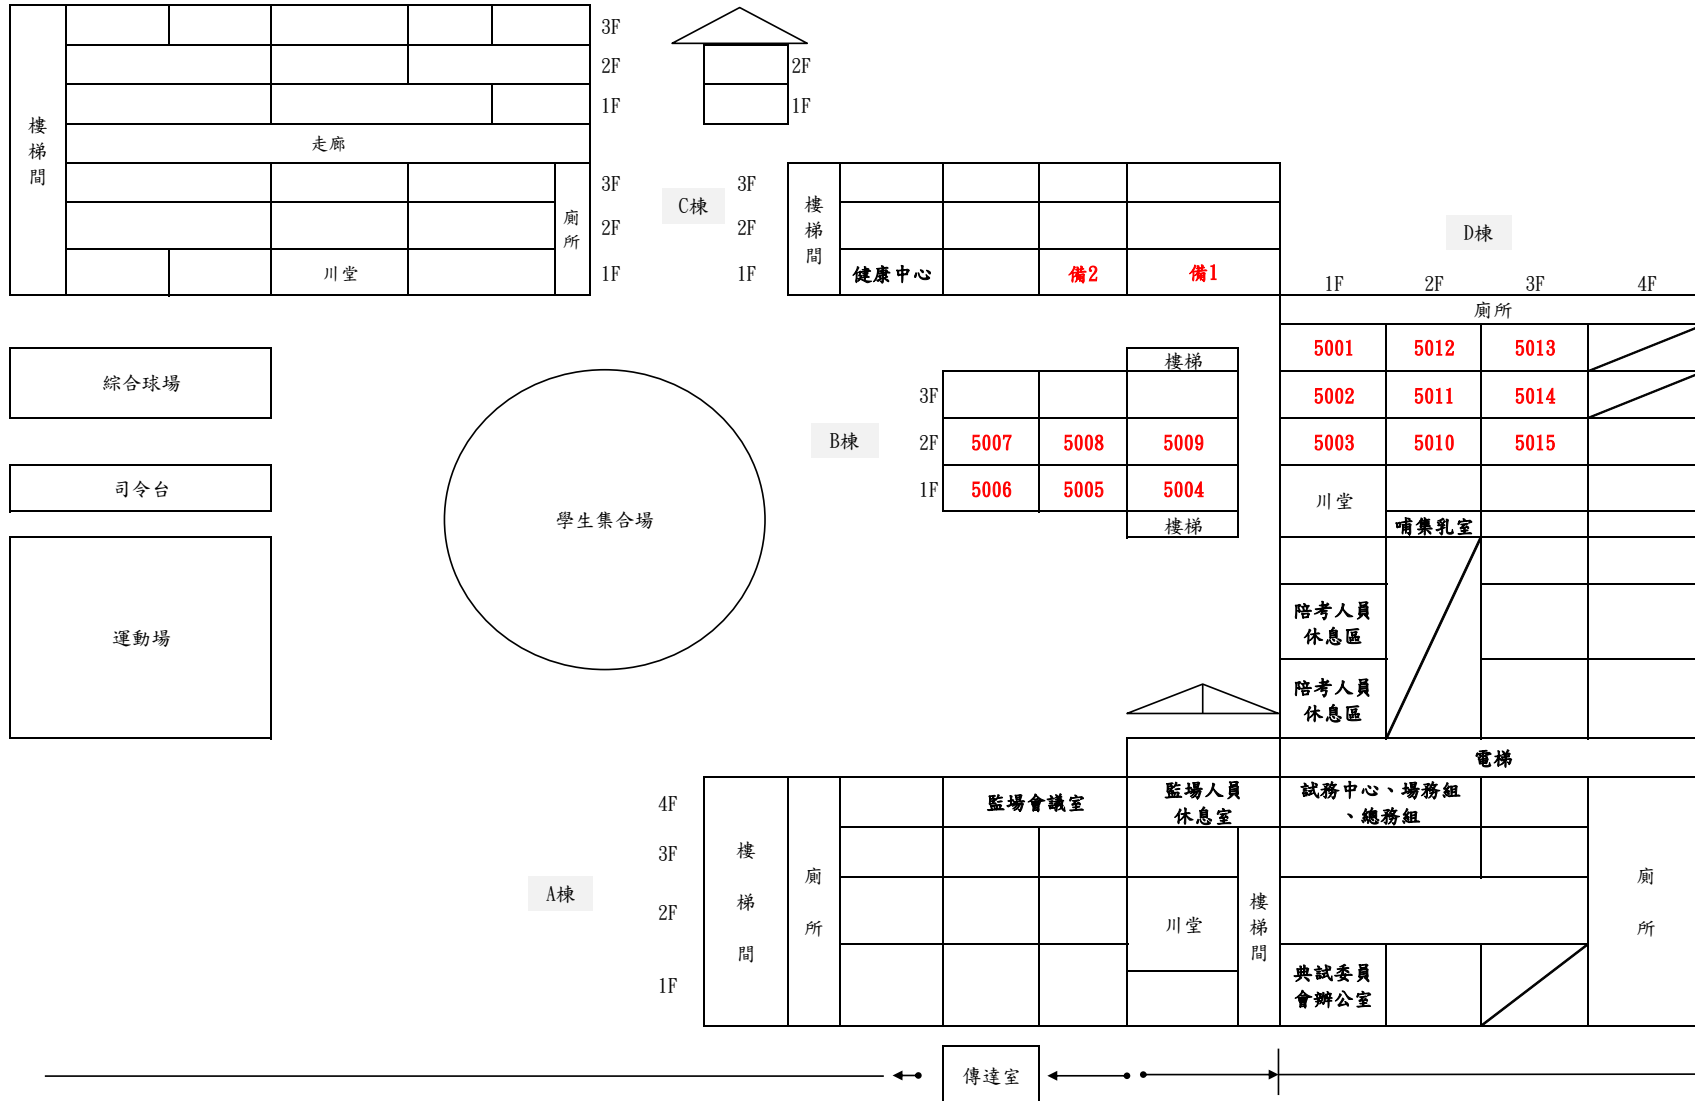 3F
2F
2F
1F
1F
樓梯間
走廊
3F
2F
1F
廁所
川堂
C棟
3F
2F
1F
樓梯間
健康中心
備2
備1
D棟
1F 2F 3F 4F
廁所
5001 5012 5013
5002 5011 5014
5003 5010 5015
川堂
哺集乳室
陪考人員
休息區
陪考人員
休息區
電梯
綜合球場
司令台
運動場
學生集合場
B棟
樓梯
3F
2F 5007 5008 5009
1F 5006 5005 5004
樓梯
A棟
4F
3F
2F
1F
樓梯間
廁所
監場會議室
監場人員
休息室
試務中心、場務組
、總務組
川堂
樓梯間
典試委員
會辦公室
廁所
傳達室